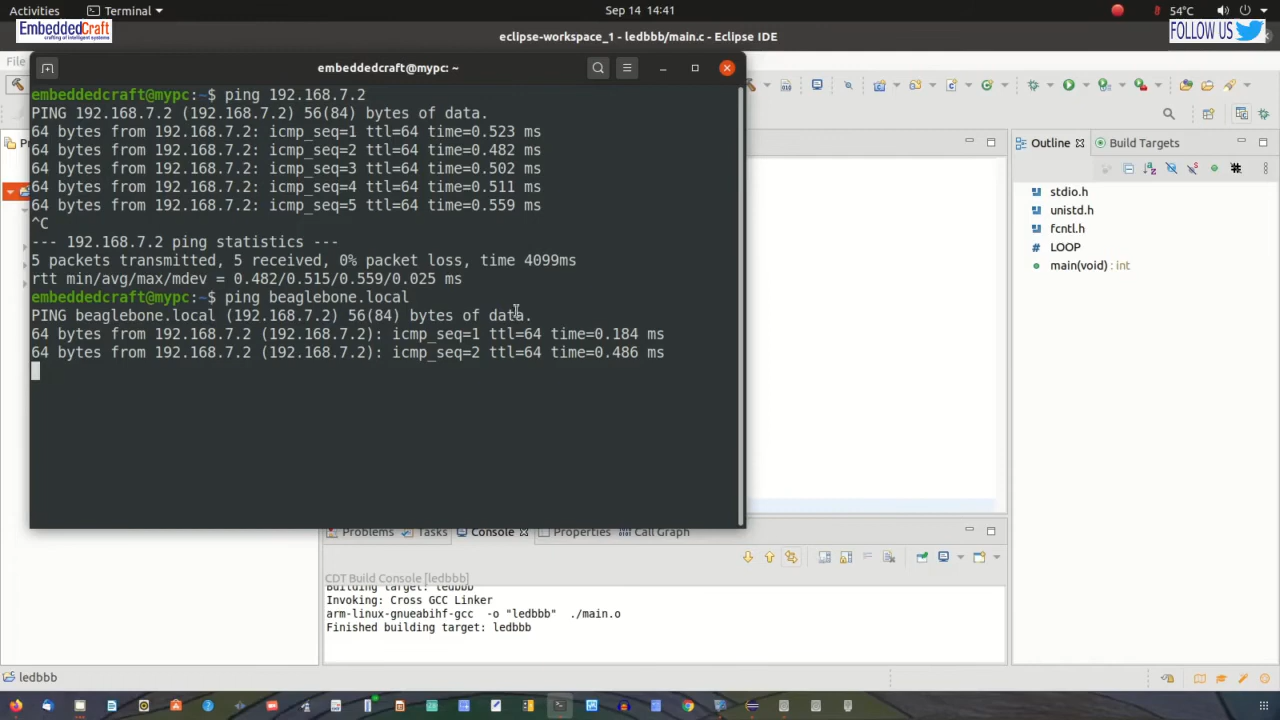 Activities
Terminal
Sep 14 14:41
8
54°C
EmbeddedCraft
crafting of intelligent systems
eclipse-workspace_1 - ledbbb/main.c - Eclipse IDE
FOLLOW US
File
embeddedcraft@mypc: ~
embeddedcraft@mypc:~$ ping 192.168.7.2
PING 192.168.7.2 (192.168.7.2) 56(84) bytes of data.
64 bytes from 192.168.7.2: icmp_seq=1 ttl=64 time=0.523 ms
64 bytes from 192.168.7.2: icmp_seq=2 ttl=64 time=0.482 ms
64 bytes from 192.168.7.2: icmp_seq=3 ttl=64 time=0.502 ms
64 bytes from 192.168.7.2: icmp_seq=4 ttl=64 time=0.511 ms
64 bytes from 192.168.7.2: icmp_seq=5 ttl=64 time=0.559 ms
^C
--- 192.168.7.2 ping statistics ---
5 packets transmitted, 5 received, 0% packet loss, time 4099ms
rtt min/avg/max/mdev = 0.482/0.515/0.559/0.025 ms
embeddedcraft@mypc:~$ ping beaglebone.local
PING beaglebone.local (192.168.7.2) 56(84) bytes of data.
64 bytes from 192.168.7.2 (192.168.7.2): icmp_seq=1 ttl=64 time=0.184 ms
64 bytes from 192.168.7.2 (192.168.7.2): icmp_seq=2 ttl=64 time=0.486 ms
Outline
Build Targets
stdio.h
unistd.h
fcntl.h
# LOOP
main(void) : int
Problems
Tasks
Console
Properties
Call Graph
CDT Build Console [ledbbb]
Building target: ledbbb
Invoking: Cross GCC Linker
arm-linux-gnueabihf-gcc -o "ledbbb" ./main.o
Finished building target: ledbbb
ledbbb